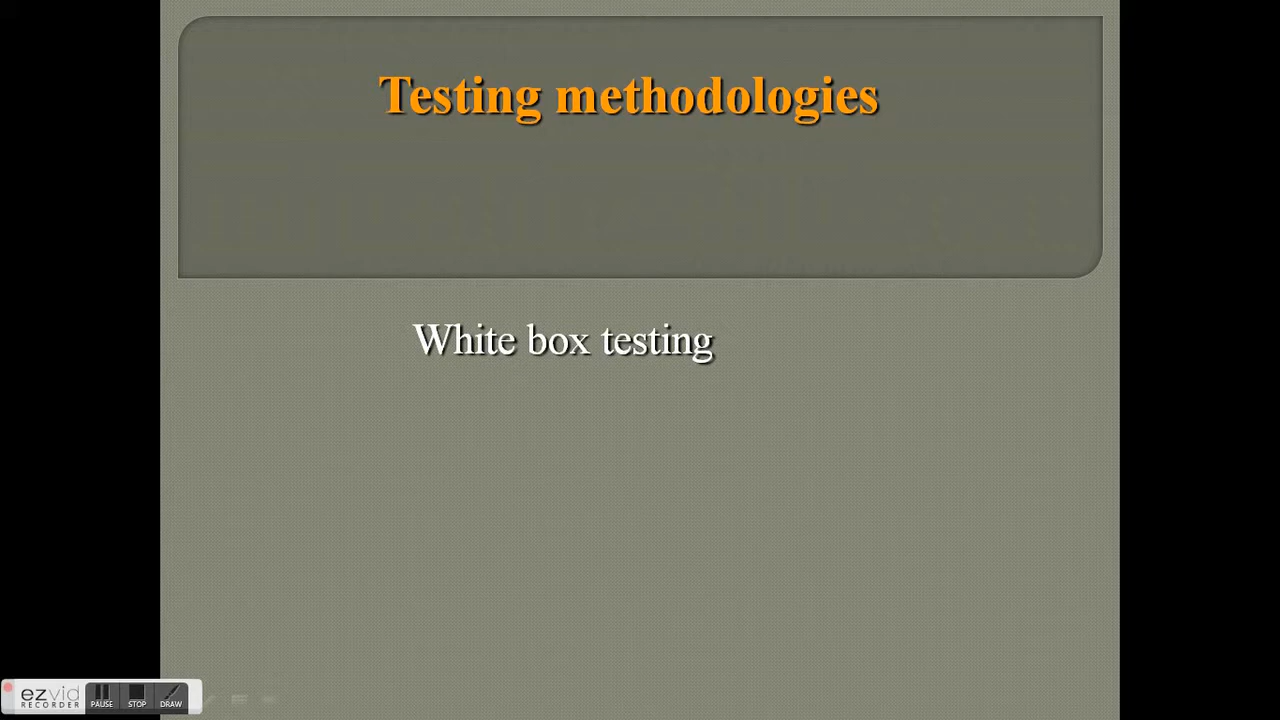 Testing methodologies
White box testing
ezvid
RECORDER
PAUSE
STOP
DRAW